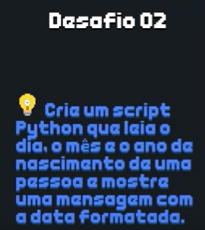 Desafio 02
💡 Crie um script
Python que leia o
dia, o mês e o ano de
nascimento de uma
pessoa e mostre
uma mensagem com
a data formatada.